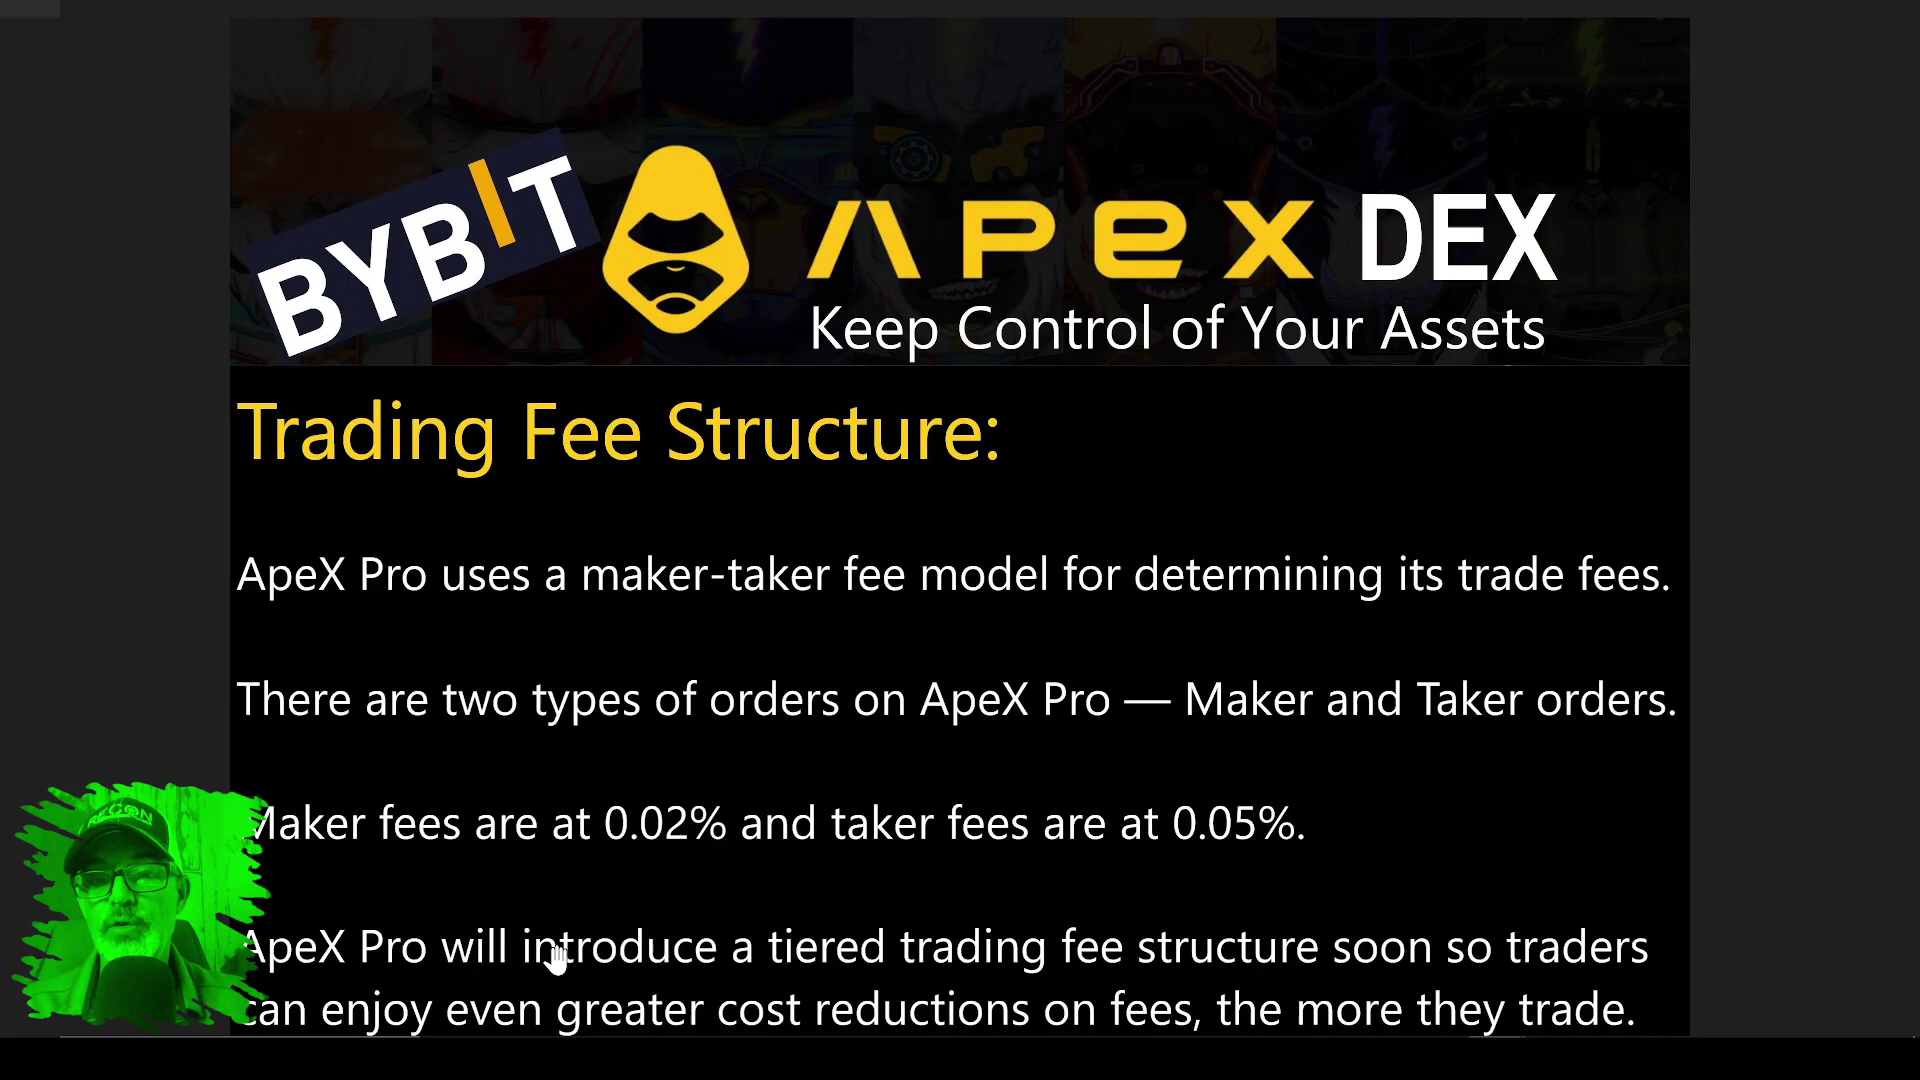 BYBIT
APEX DEX
Keep Control of Your Assets
Trading Fee Structure:
ApeX Pro uses a maker-taker fee model for determining its trade fees.
There are two types of orders on ApeX Pro — Maker and Taker orders.
Maker fees are at 0.02% and taker fees are at 0.05%.
ApeX Pro will introduce a tiered trading fee structure soon so traders
can enjoy even greater cost reductions on fees, the more they trade.
RECON